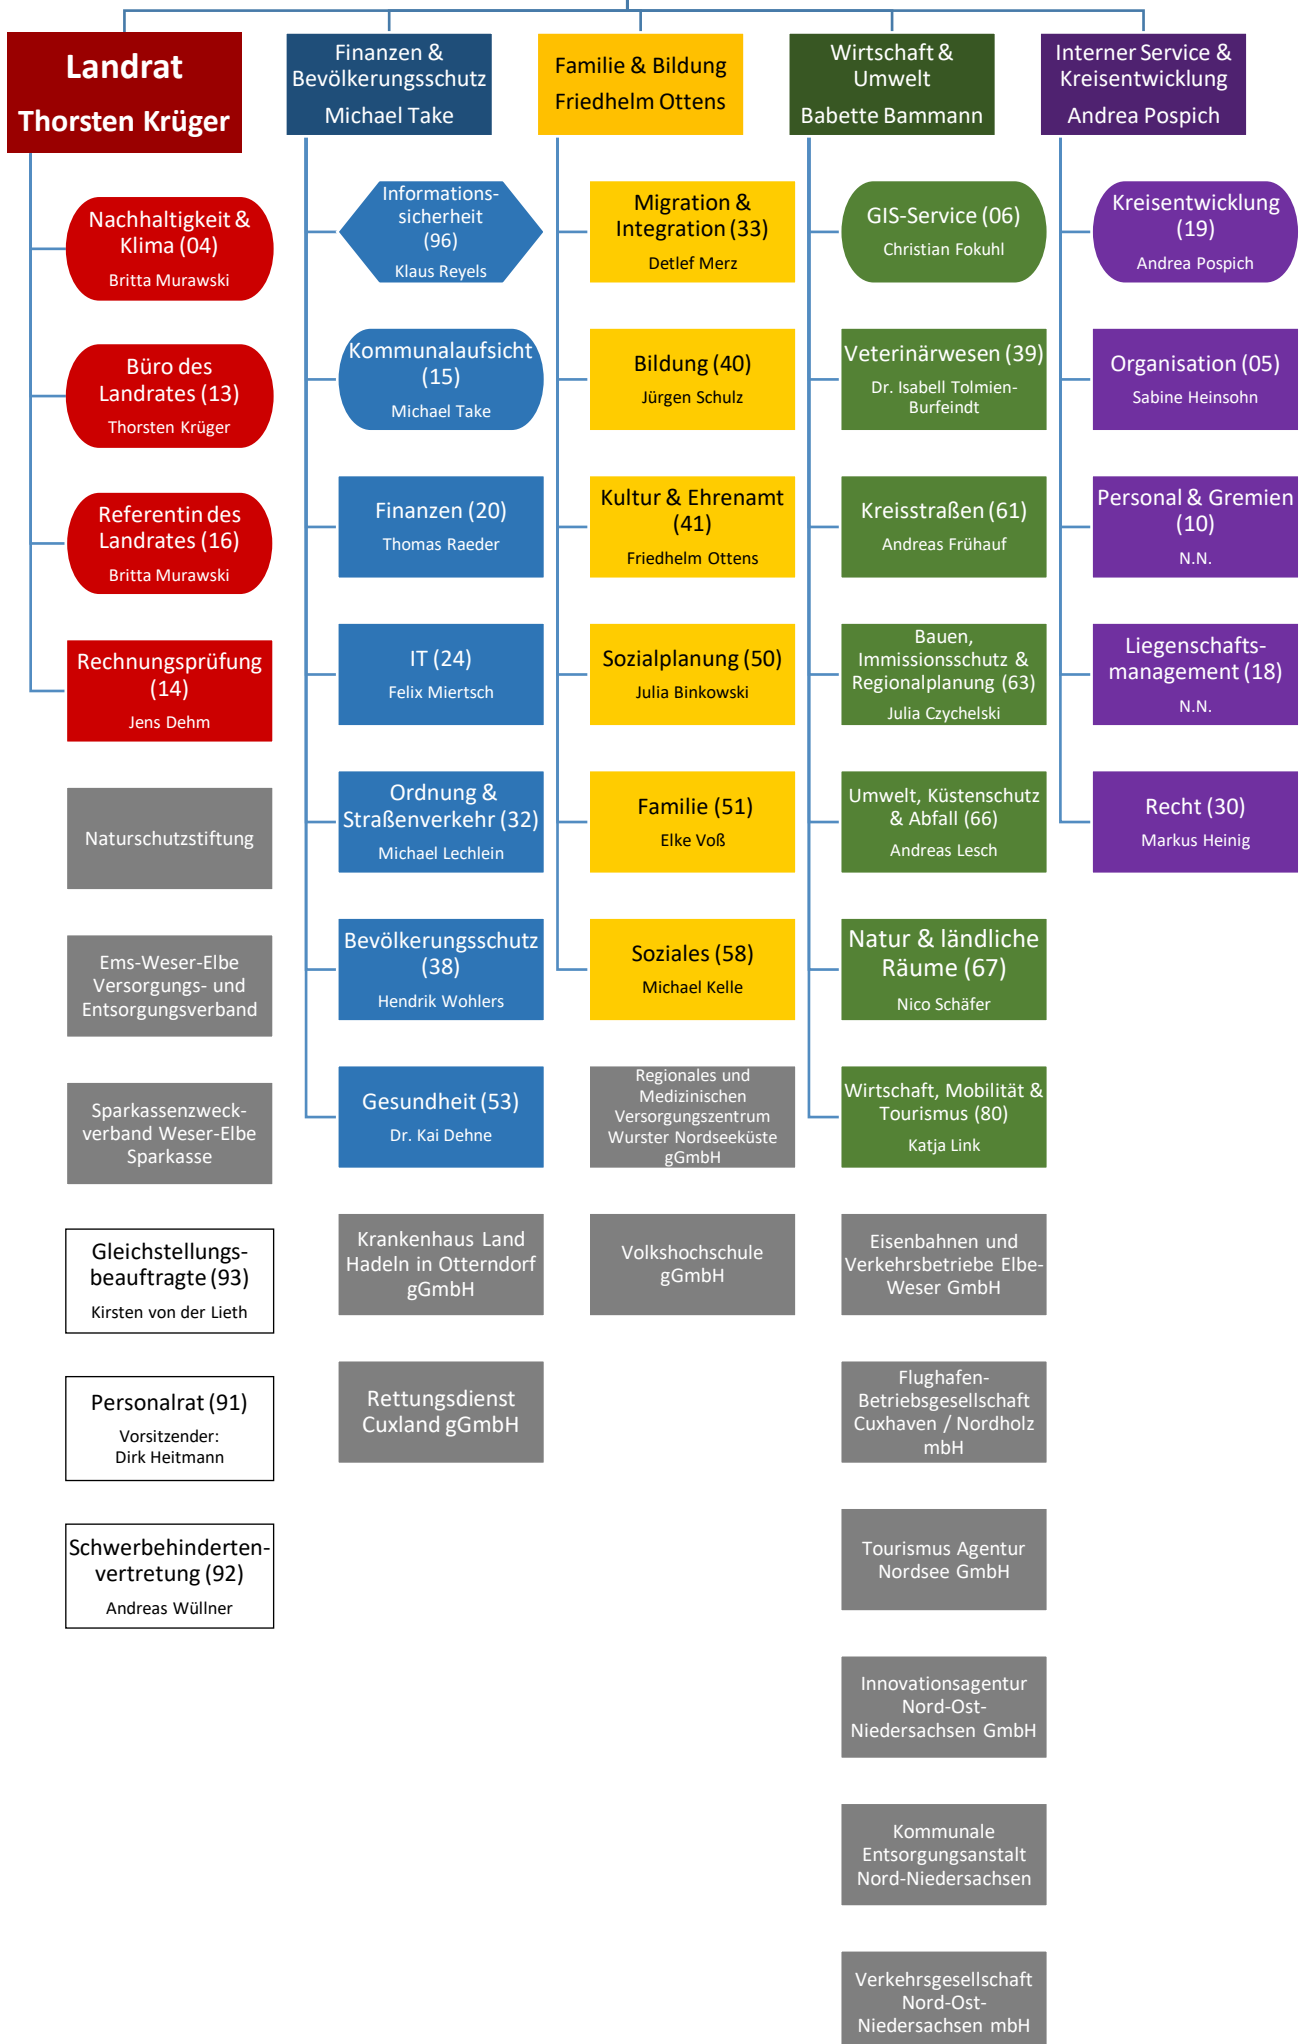 Landrat
Thorsten Krüger
Nachhaltigkeit &
Klima (04)
Britta Murawski
Büro des
Landrates (13)
Thorsten Krüger
Referentin des
Landrates (16)
Britta Murawski
Rechnungsprüfung
(14)
Jens Dehm
Naturschutzstiftung
Ems-Weser-Elbe
Versorgungs- und
Entsorgungsverband
Sparkassenzweck-
verband Weser-Elbe
Sparkasse
Gleichstellungs-
beauftragte (93)
Kirsten von der Lieth
Personalrat (91)
Vorsitzender:
Dirk Heitmann
Schwerbehinderten-
vertretung (92)
Andreas Wüllner
Finanzen &
Bevölkerungsschutz
Michael Take
Informations-
sicherheit
(96)
Klaus Reyels
Kommunalaufsicht
(15)
Michael Take
Finanzen (20)
Thomas Raeder
IT (24)
Felix Miertsch
Ordnung &
Straßenverkehr (32)
Michael Lechlein
Bevölkerungsschutz
(38)
Hendrik Wohlers
Gesundheit (53)
Dr. Kai Dehne
Krankenhaus Land
Hadeln in Otterndorf
gGmbH
Rettungsdienst
Cuxland gGmbH
Familie & Bildung
Friedhelm Ottens
Migration &
Integration (33)
Detlef Merz
Bildung (40)
Jürgen Schulz
Kultur & Ehrenamt
(41)
Friedhelm Ottens
Sozialplanung (50)
Julia Binkowski
Familie (51)
Elke Voß
Soziales (58)
Michael Kelle
Regionales und
Medizinischen
Versorgungszentrum
Wurster Nordseeküste
gGmbH
Volkshochschule
gGmbH
Wirtschaft &
Umwelt
Babette Bammann
GIS-Service (06)
Christian Fokuhl
Veterinärwesen (39)
Dr. Isabell Tolmien-
Burfeindt
Kreisstraßen (61)
Andreas Frühauf
Bauen,
Immissionsschutz &
Regionalplanung (63)
Julia Czychelski
Umwelt, Küstenschutz
& Abfall (66)
Andreas Lesch
Natur & ländliche
Räume (67)
Nico Schäfer
Wirtschaft, Mobilität &
Tourismus (80)
Katja Link
Eisenbahnen und
Verkehrsbetriebe Elbe-
Weser GmbH
Flughafen-
Betriebsgesellschaft
Cuxhaven / Nordholz
mbH
Tourismus Agentur
Nordsee GmbH
Innovationsagentur
Nord-Ost-
Niedersachsen GmbH
Kommunale
Entsorgungsanstalt
Nord-Niedersachsen
Verkehrsgesellschaft
Nord-Ost-
Niedersachsen mbH
Interner Service &
Kreisentwicklung
Andrea Pospich
Kreisentwicklung
(19)
Andrea Pospich
Organisation (05)
Sabine Heinsohn
Personal & Gremien
(10)
N.N.
Liegenschafts-
management (18)
N.N.
Recht (30)
Markus Heinig